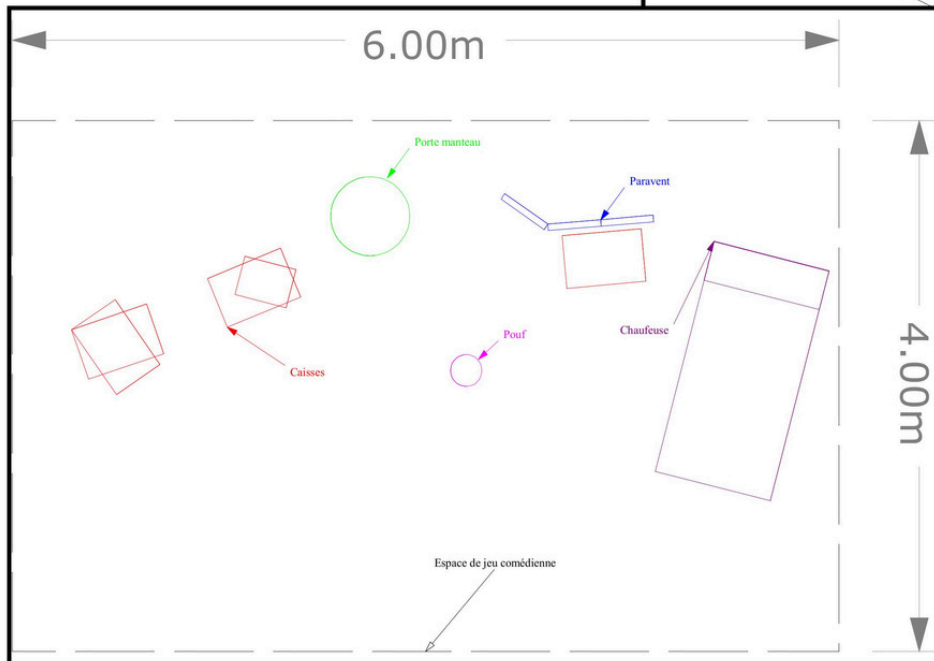 6.00m
Porte manteau
Paravent
Chaufeuse
Pouf
Caisses
4.00m
Espace de jeu comédienne